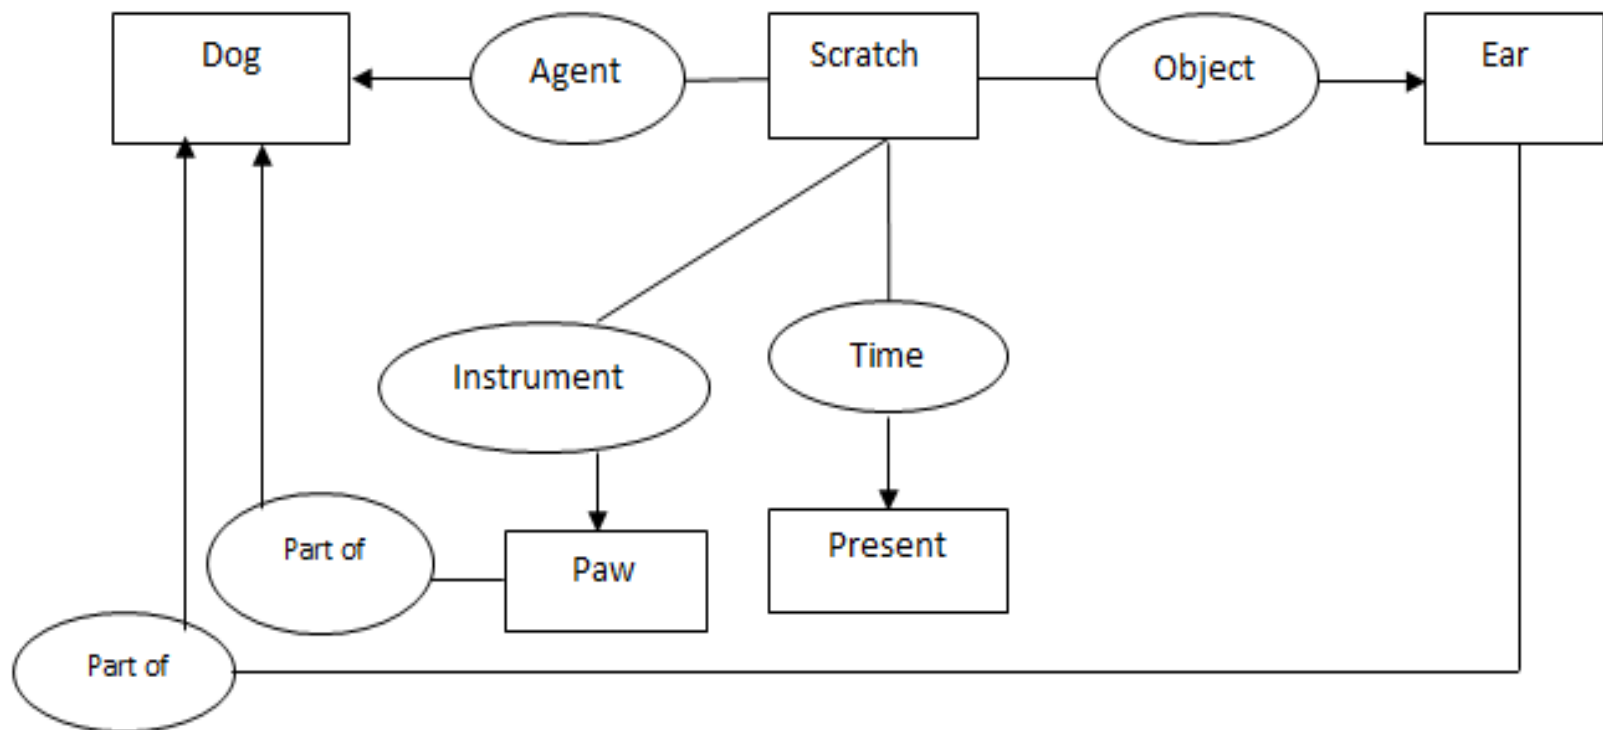 Dog
Agent
Scratch
Object
Ear
Instrument
Time
Part of
Paw
Present
Part of